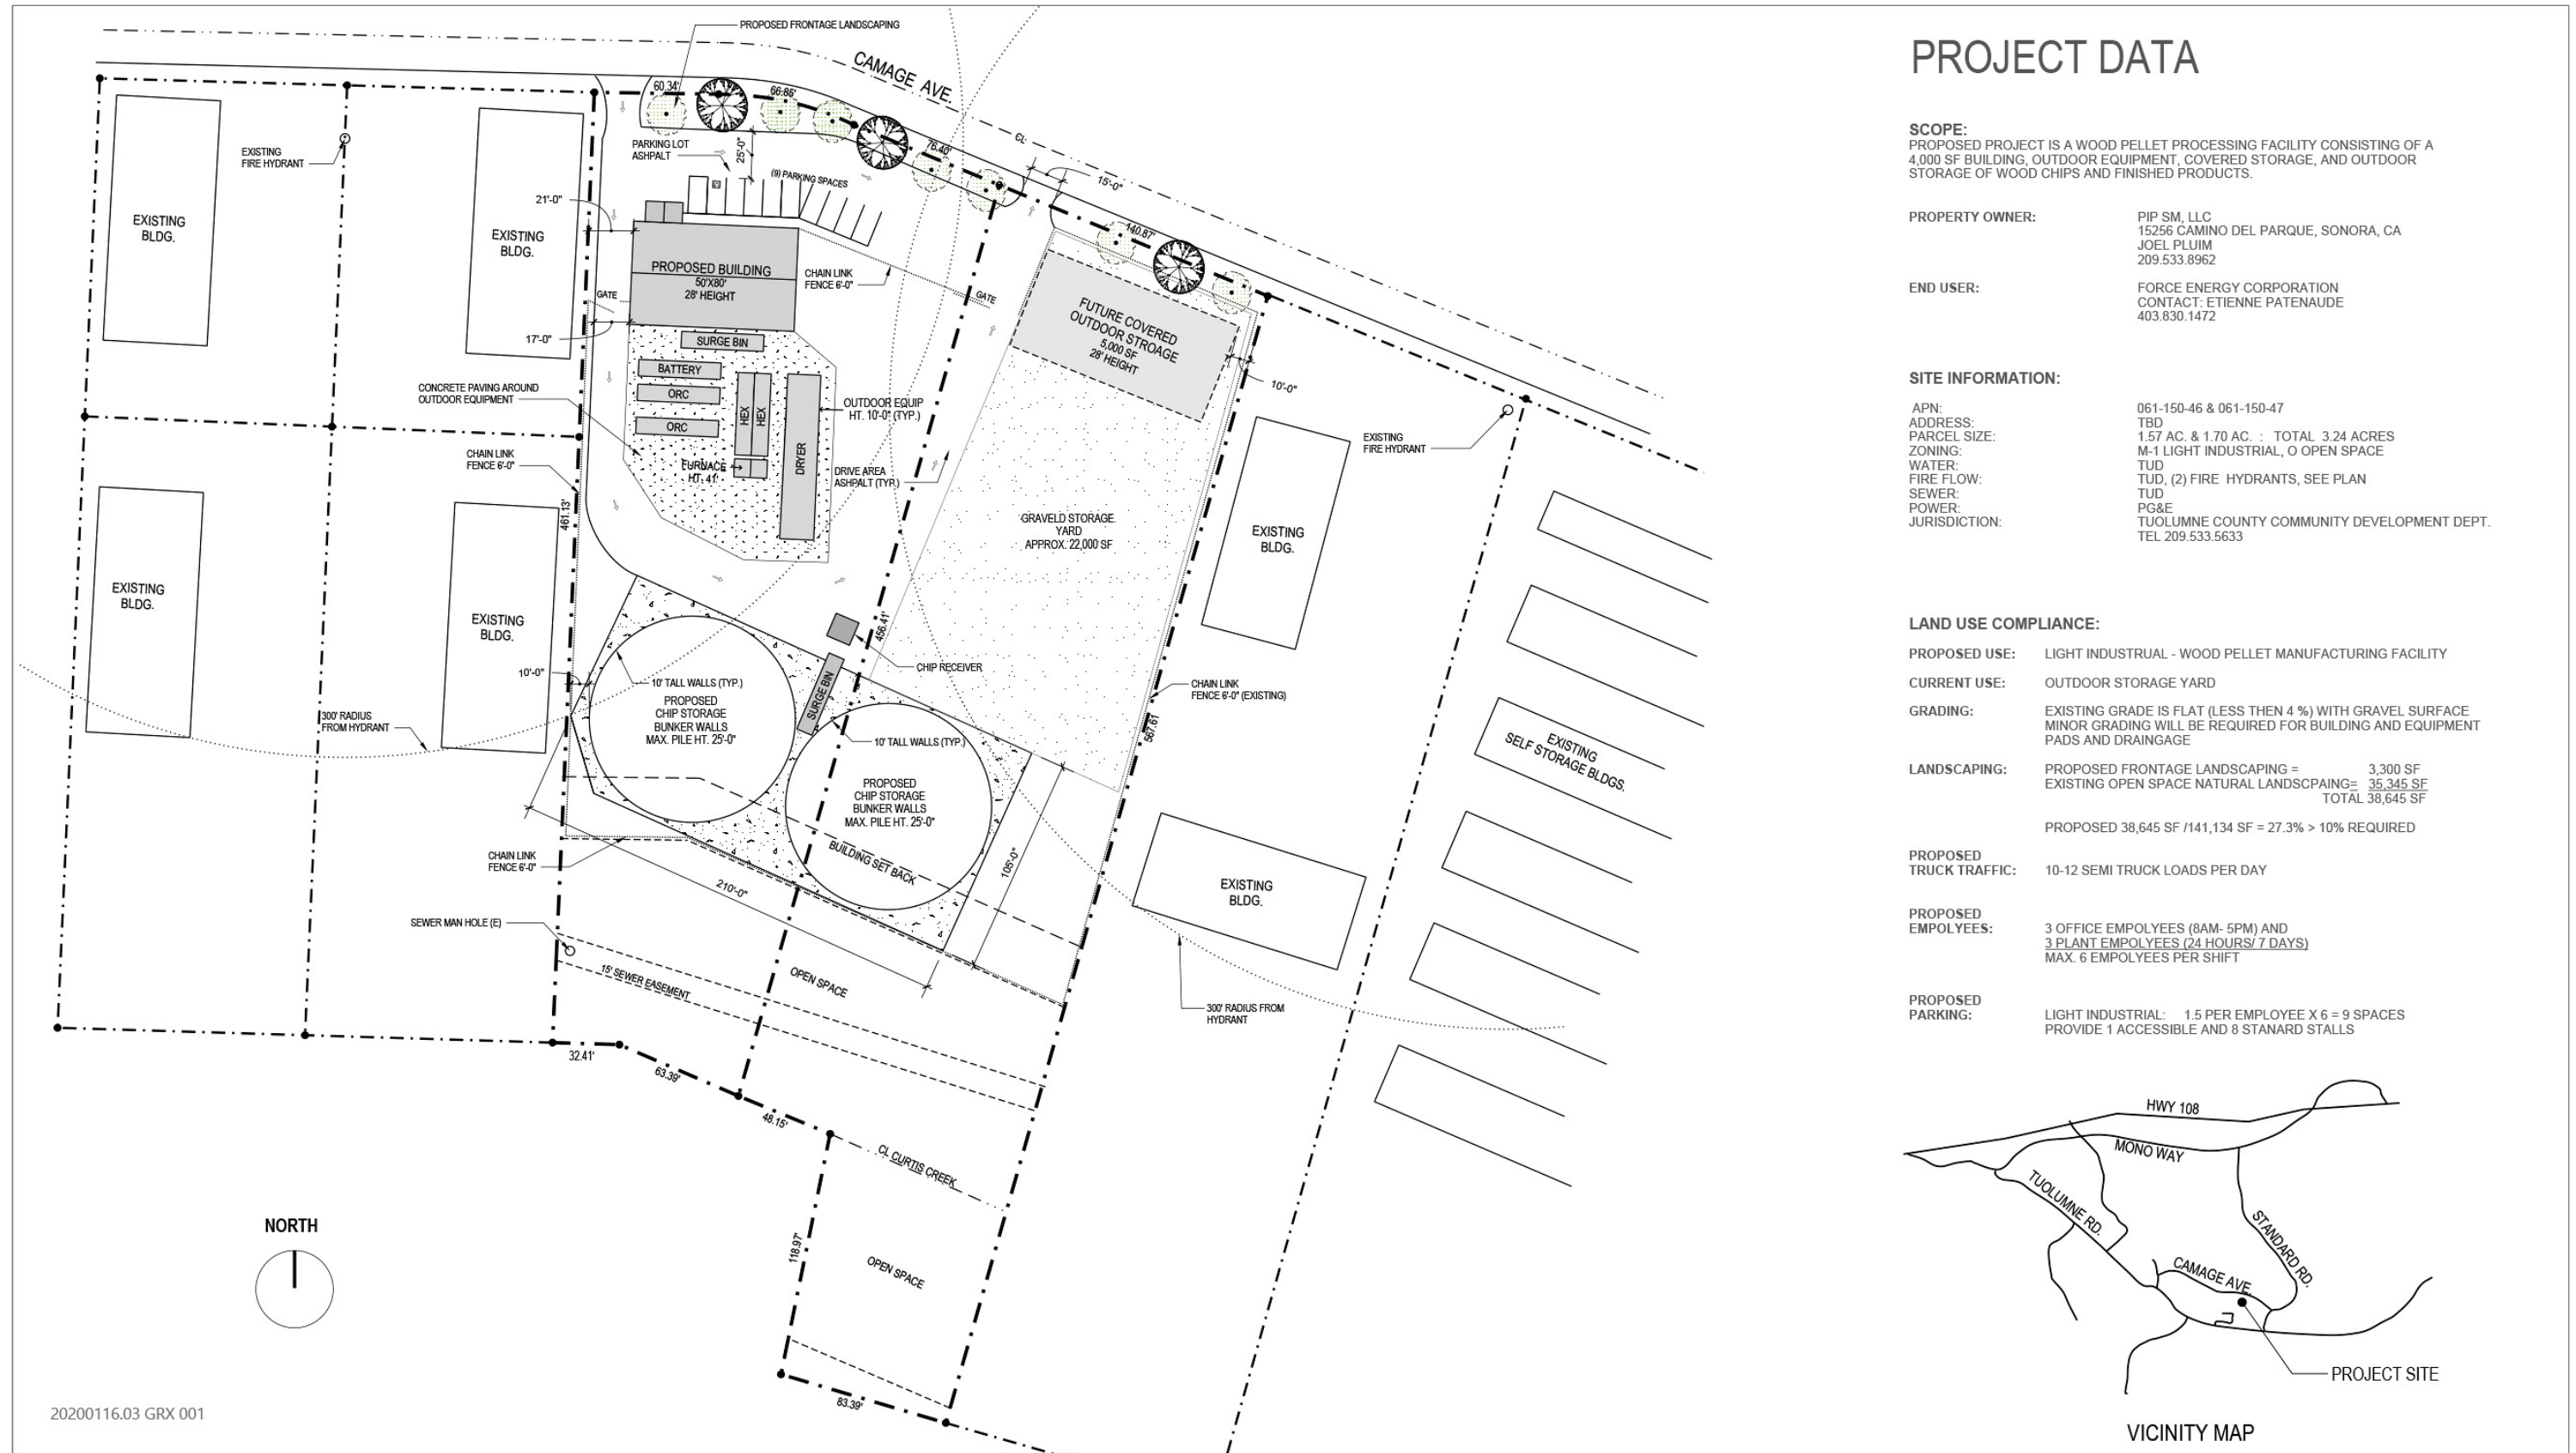 PROPOSED FRONTAGE LANDSCAPING
CAMAGE AVE.
60.34'
66.86'
76.40'
CL
15'-0"
140.87'
EXISTING
FIRE HYDRANT
PARKING LOT
ASHPALT
25'-0"
(9) PARKING SPACES
21'-0"
EXISTING
BLDG.
EXISTING
BLDG.
PROPOSED BUILDING
50'X80'
28' HEIGHT
CHAIN LINK
FENCE 6'-0"
GATE
GATE
FUTURE COVERED
OUTDOOR STROAGE
5,000 SF
28' HEIGHT
17'-0"
SURGE BIN
BATTERY
ORC
ORC
HEX
HEX
DRYER
FURNACE
HT. 41'
10'-0"
CONCRETE PAVING AROUND
OUTDOOR EQUIPMENT
OUTDOOR EQUIP
HT. 10'-0" (TYP.)
EXISTING
FIRE HYDRANT
CHAIN LINK
FENCE 6'-0"
DRIVE AREA
ASHPALT (TYP.)
461.13'
GRAVELD STORAGE
YARD
APPROX. 22,000 SF
EXISTING
BLDG.
EXISTING
BLDG.
EXISTING
BLDG.
456.41'
CHIP RECEIVER
10'-0"
10' TALL WALLS (TYP.)
PROPOSED
CHIP STORAGE
BUNKER WALLS
MAX. PILE HT. 25'-0"
SURGE BIN
CHAIN LINK
FENCE 6'-0" (EXISTING)
567.61
300' RADIUS
FROM HYDRANT
10' TALL WALLS (TYP.)
PROPOSED
CHIP STORAGE
BUNKER WALLS
MAX. PILE HT. 25'-0"
EXISTING
SELF STORAGE BLDGS.
BUILDING SET BACK
CHAIN LINK
FENCE 6'-0"
210'-0"
105'-0"
EXISTING
BLDG.
SEWER MAN HOLE (E)
15' SEWER EASEMENT
OPEN SPACE
300' RADIUS FROM
HYDRANT
32.41'
63.39'
48.15'
CL CURTIS CREEK
118.97'
OPEN SPACE
83.39'
NORTH
20200116.03 GRX 001
PROJECT DATA
SCOPE:
PROPOSED PROJECT IS A WOOD PELLET PROCESSING FACILITY CONSISTING OF A
4,000 SF BUILDING, OUTDOOR EQUIPMENT, COVERED STORAGE, AND OUTDOOR
STORAGE OF WOOD CHIPS AND FINISHED PRODUCTS.
PROPERTY OWNER: PIP SM, LLC
15256 CAMINO DEL PARQUE, SONORA, CA
JOEL PLUIM
209.533.8962
END USER: FORCE ENERGY CORPORATION
CONTACT: ETIENNE PATENAUDE
403.830.1472
SITE INFORMATION:
APN: 061-150-46 & 061-150-47
ADDRESS: TBD
PARCEL SIZE: 1.57 AC. & 1.70 AC. : TOTAL 3.24 ACRES
ZONING: M-1 LIGHT INDUSTRIAL, O OPEN SPACE
WATER: TUD
FIRE FLOW: TUD, (2) FIRE HYDRANTS, SEE PLAN
SEWER: TUD
POWER: PG&E
JURISDICTION: TUOLUMNE COUNTY COMMUNITY DEVELOPMENT DEPT.
TEL 209.533.5633
LAND USE COMPLIANCE:
PROPOSED USE: LIGHT INDUSTRUAL - WOOD PELLET MANUFACTURING FACILITY
CURRENT USE: OUTDOOR STORAGE YARD
GRADING: EXISTING GRADE IS FLAT (LESS THEN 4 %) WITH GRAVEL SURFACE
MINOR GRADING WILL BE REQUIRED FOR BUILDING AND EQUIPMENT
PADS AND DRAINGAGE
LANDSCAPING: PROPOSED FRONTAGE LANDSCAPING = 3,300 SF
EXISTING OPEN SPACE NATURAL LANDSCPAING= 35,345 SF
TOTAL 38,645 SF
PROPOSED 38,645 SF /141,134 SF = 27.3% > 10% REQUIRED
PROPOSED
TRUCK TRAFFIC: 10-12 SEMI TRUCK LOADS PER DAY
PROPOSED
EMPOLYEES: 3 OFFICE EMPOLYEES (8AM- 5PM) AND
3 PLANT EMPOLYEES (24 HOURS/ 7 DAYS)
MAX. 6 EMPOLYEES PER SHIFT
PROPOSED
PARKING: LIGHT INDUSTRIAL: 1.5 PER EMPLOYEE X 6 = 9 SPACES
PROVIDE 1 ACCESSIBLE AND 8 STANARD STALLS
HWY 108
MONO WAY
TUOLUMNE RD.
STANDARD RD.
CAMAGE AVE.
PROJECT SITE
VICINITY MAP